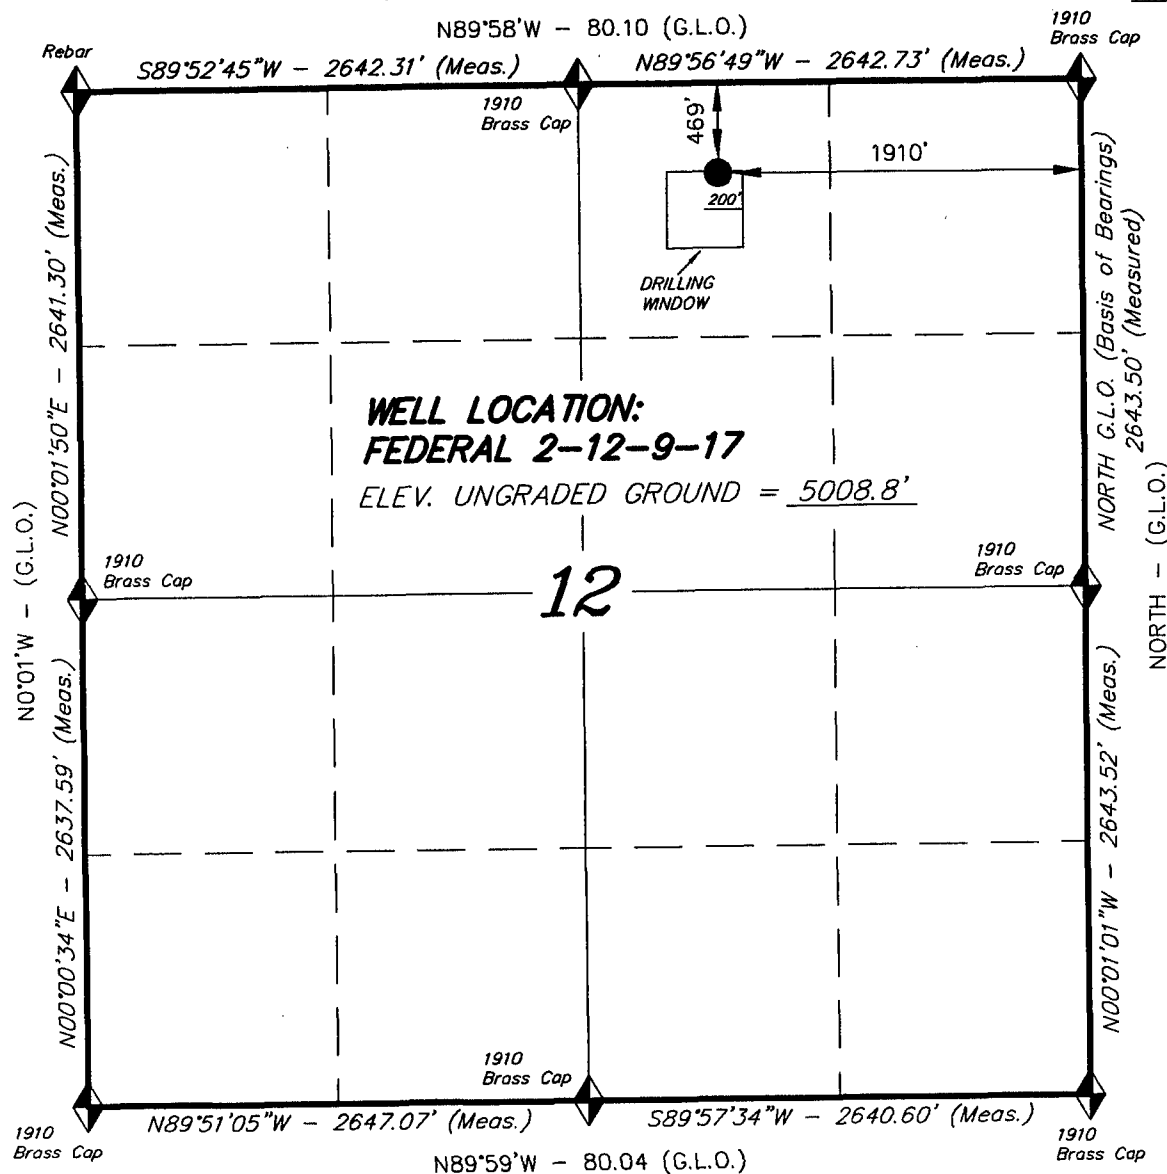 N89°58'W - 80.10 (G.L.O.)
1910
Brass Cap
Rebar
S89°52'45"W - 2642.31' (Meas.)
N89°56'49"W - 2642.73' (Meas.)
1910
Brass Cap
469'
1910'
200'
DRILLING
WINDOW
N00°01'50"E - 2641.30' (Meas.)
NORTH G.L.O. (Basis of Bearings)
2643.50' (Measured)
WELL LOCATION:
FEDERAL 2-12-9-17
ELEV. UNGRADED GROUND = 5008.8'
N0°01'W - (G.L.O.)
NORTH - (G.L.O.)
1910
Brass Cap
12
1910
Brass Cap
N00°00'34"E - 2637.59' (Meas.)
N00°01'01"W - 2643.52' (Meas.)
1910
Brass Cap
N89°51'05"W - 2647.07' (Meas.)
S89°57'34"W - 2640.60' (Meas.)
1910
Brass Cap
1910
Brass Cap
N89°59'W - 80.04 (G.L.O.)